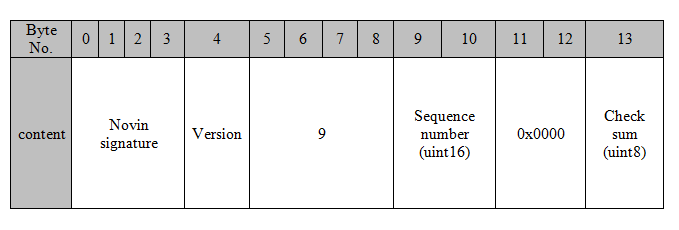 Byte No. 0 1 2 3 4 5 6 7 8 9 10 11 12 13
content
Novin
signature
Version
9
Sequence
number
(uint16)
0x0000
Check
sum
(uint8)